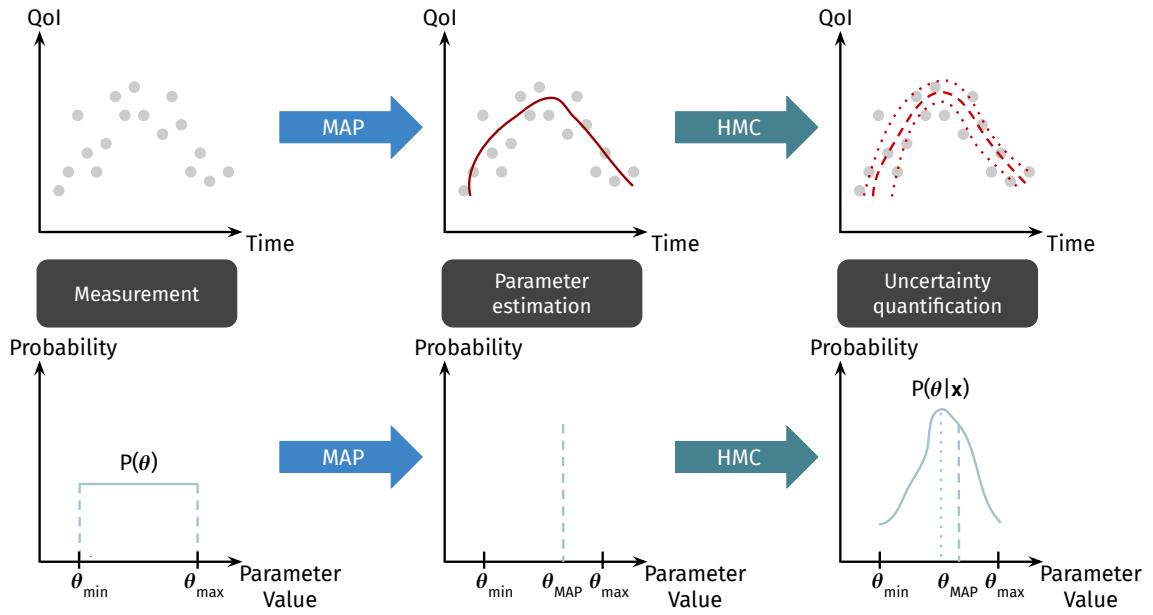 QoI
QoI
QoI
MAP
HMC
Time
Time
Time
Measurement
Parameter
estimation
Uncertainty
quantification
Probability
Probability
Probability
P(θ)
MAP
HMC
P(θ|x)
θmin
θmax
Parameter
Value
θmin
θMAP
θmax
Parameter
Value
θmin
θMAP
θmax
Parameter
Value